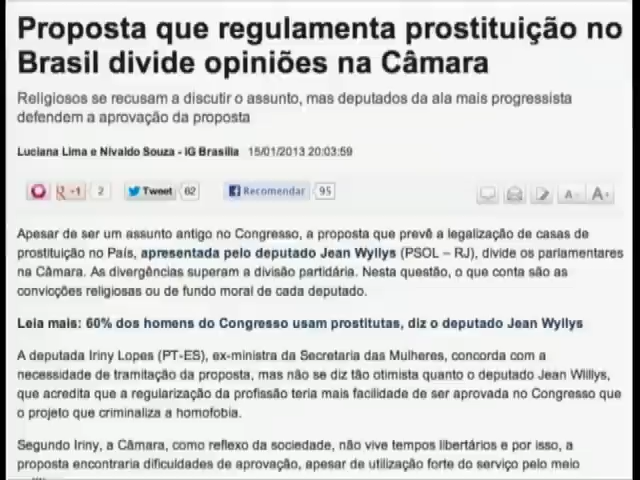 Proposta que regulamenta prostituição no
Brasil divide opiniões na Câmara
Religiosos se recusam a discutir o assunto, mas deputados da ala mais progressista
defendem a aprovação da proposta
Luciana Lima e Nivaldo Souza - iG Brasília 15/01/2013 20:03:59
+1 2 Tweet 62 Recomendar 95 A- A+
Apesar de ser um assunto antigo no Congresso, a proposta que prevê a legalização de casas de
prostituição no País, apresentada pelo deputado Jean Wyllys (PSOL – RJ), divide os parlamentares
na Câmara. As divergências superam a divisão partidária. Nesta questão, o que conta são as
convicções religiosas ou de fundo moral de cada deputado.
Leia mais: 60% dos homens do Congresso usam prostitutas, diz o deputado Jean Wyllys
A deputada Iriny Lopes (PT-ES), ex-ministra da Secretaria das Mulheres, concorda com a
necessidade de tramitação da proposta, mas não se diz tão otimista quanto o deputado Jean Willys,
que acredita que a regularização da profissão teria mais facilidade de ser aprovada no Congresso que
o projeto que criminaliza a homofobia.
Segundo Iriny, a Câmara, como reflexo da sociedade, não vive tempos libertários e por isso, a
proposta encontraria dificuldades de aprovação, apesar de utilização forte do serviço pelo meio